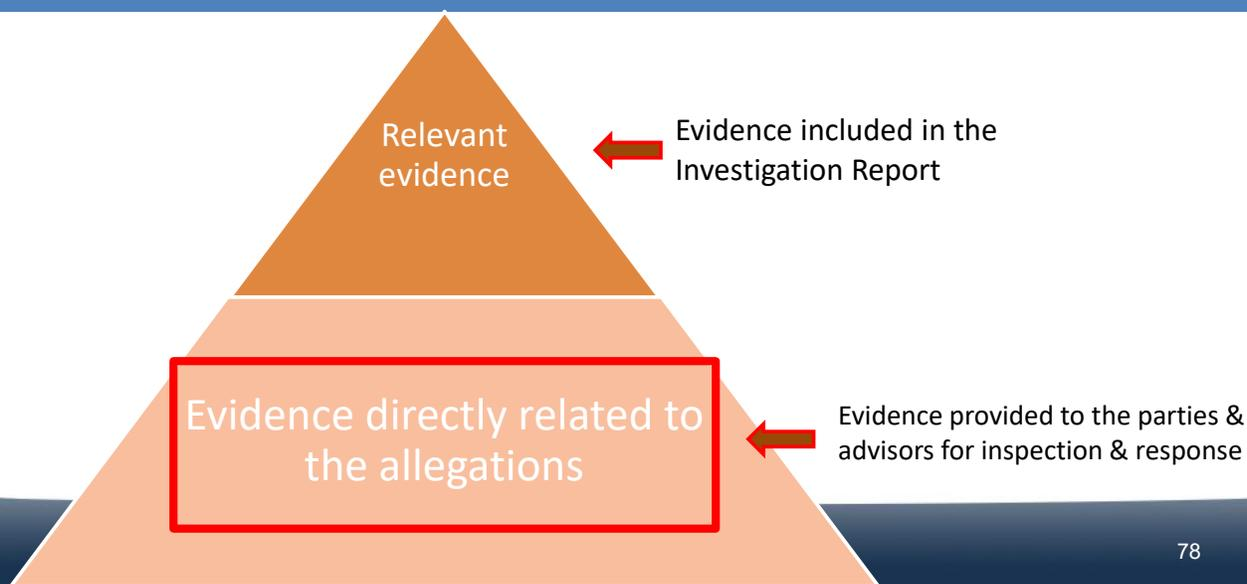 Relevant
evidence
Evidence included in the
Investigation Report
Evidence directly related to
the allegations
Evidence provided to the parties &
advisors for inspection & response
78